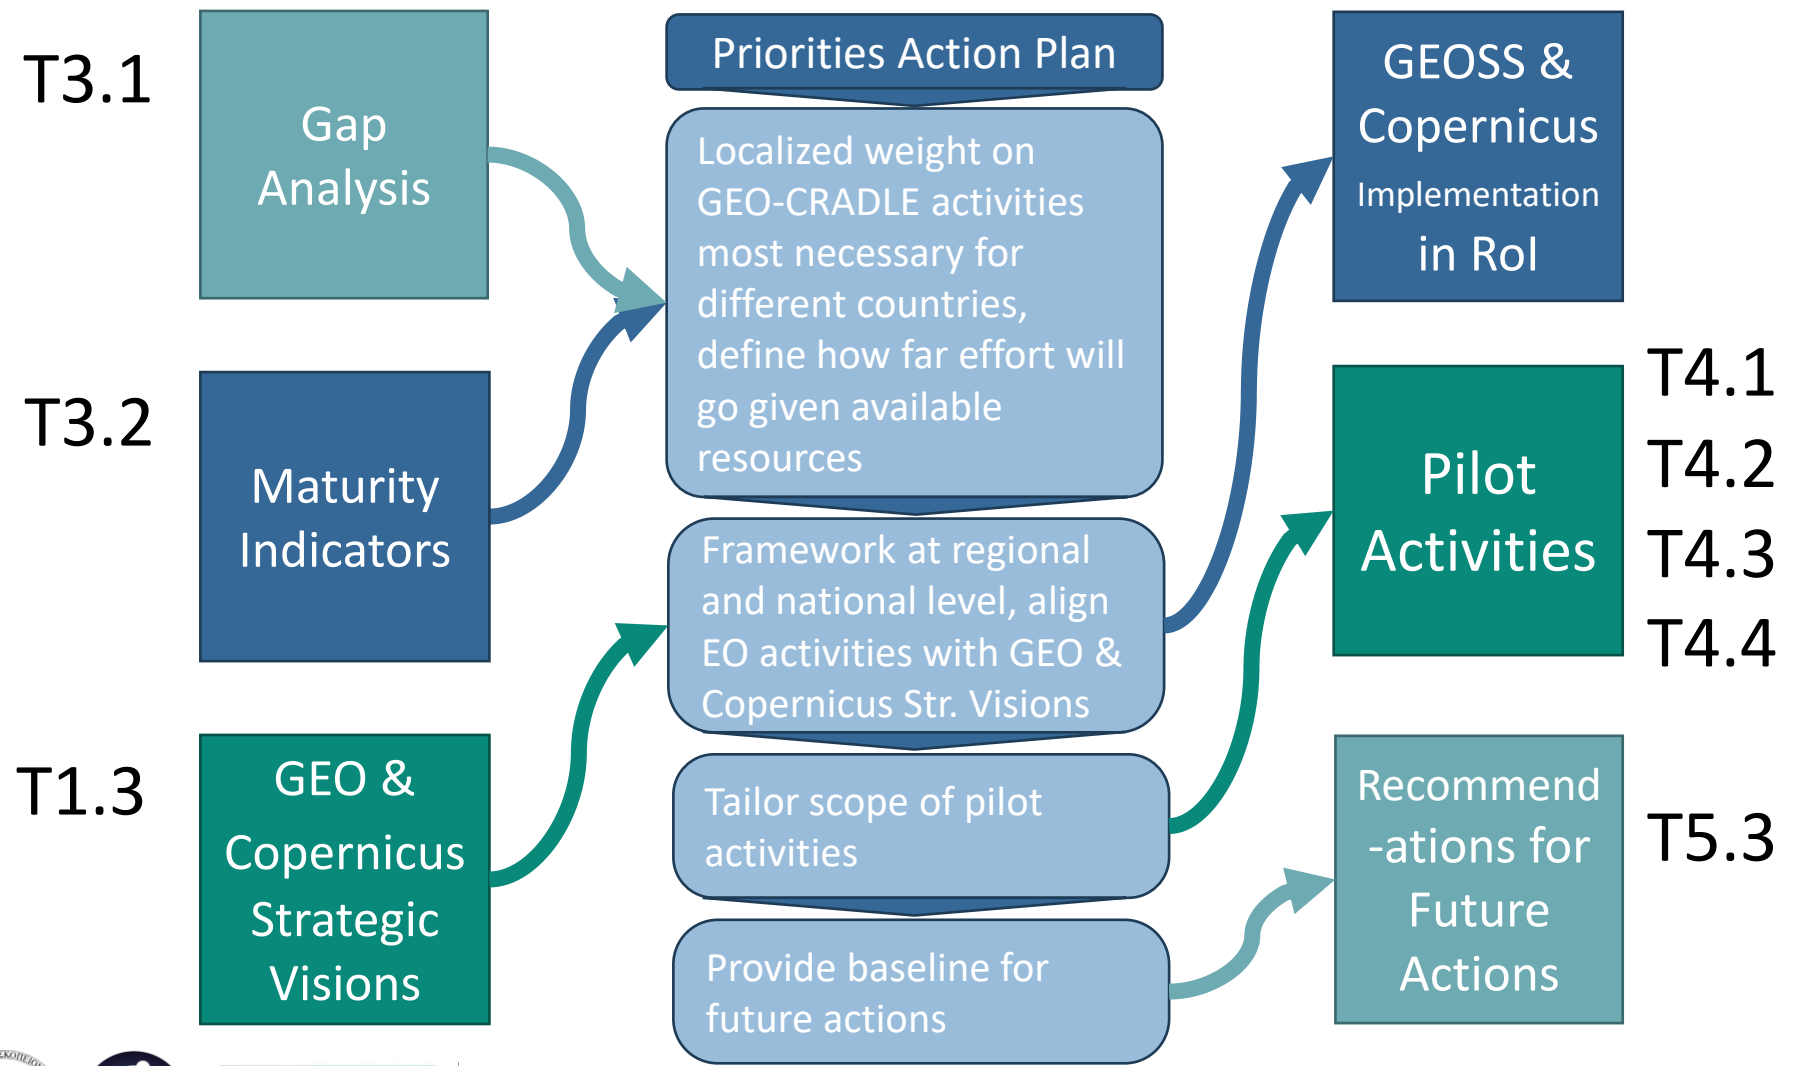 T3.1
Gap
Analysis
T3.2
Maturity
Indicators
T1.3
GEO &
Copernicus
Strategic
Visions
Priorities Action Plan
Localized weight on
GEO-CRADLE activities
most necessary for
different countries,
define how far effort will
go given available
resources
Framework at regional
and national level, align
EO activities with GEO &
Copernicus Str. Visions
Tailor scope of pilot
activities
Provide baseline for
future actions
GEOSS &
Copernicus
Implementation
in RoI
Pilot
Activities
T4.1
T4.2
T4.3
T4.4
Recommend
-ations for
Future
Actions
T5.3